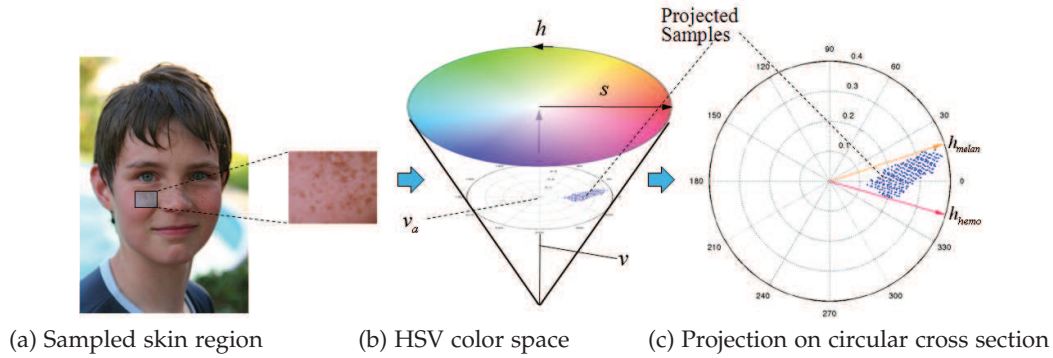 h
s
v_a
v
Projected
Samples
90
0.4
120
60
0.3
150
0.2
30
0.1
h_melan
180
0
h_hemo
210
330
240
300
270
(a) Sampled skin region
(b) HSV color space
(c) Projection on circular cross section